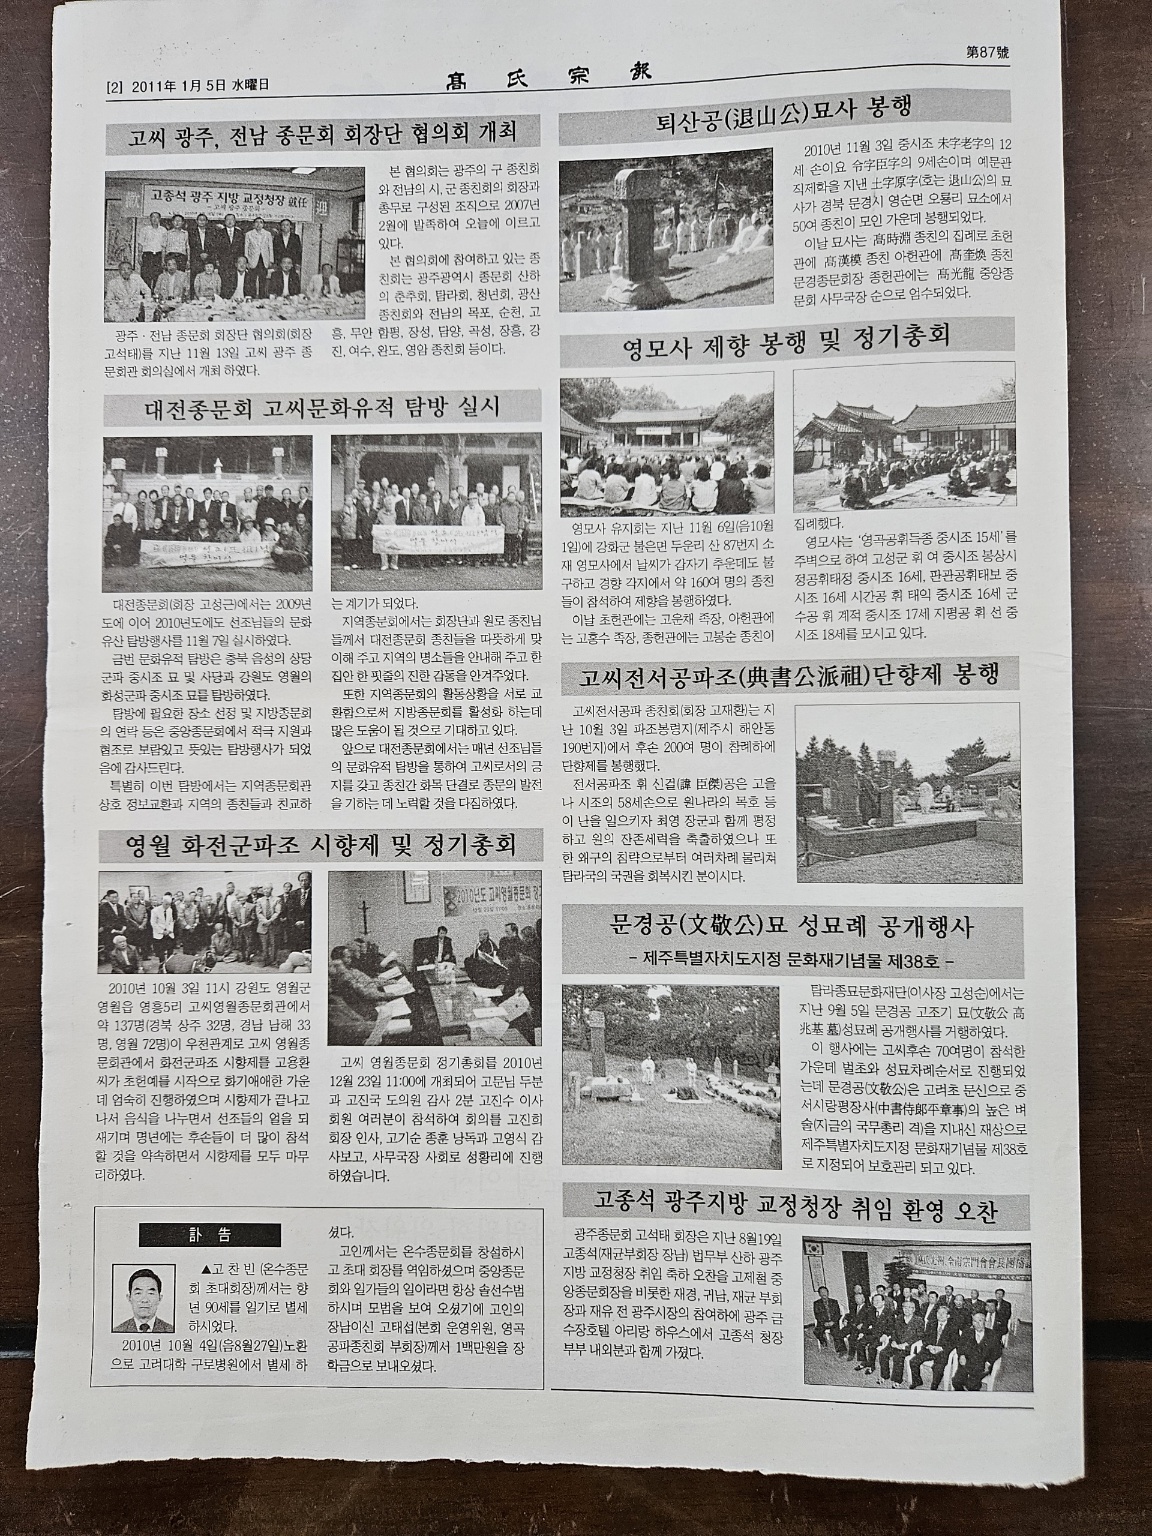 [2] 2011年 1月 5日 水曜日
高氏宗報
第87號
고씨 광주, 전남 종문회 회장단 협의회 개최
고종석 광주 지방 교정청장 就任
본 협의회는 광주의 구 종친회
와 전남의 시, 군 종친회의 회장과
총무로 구성된 조직으로 2007년
2월에 발족하여 오늘에 이르고
있다.
본 협의회에 참여하고 있는 종
친회는 광주광역시 종문회 산하
의 춘추회, 탐라회, 청년회, 광산
종친회와 전남의 목포, 순천, 고
광주·전남 종문회 회장단 협의회(회장
고석태)를 지난 11월 13일 고씨 광주 종
문회관 회의실에서 개최 하였다.
흥, 무안 함평, 장성, 담양, 곡성, 장흥, 강
진, 여수, 완도, 영암 종친회 등이다.
대전종문회 고씨문화유적 탐방 실시
대전종문회(회장 고성근)에서는 2009년
도에 이어 2010년도에도 선조님들의 문화
유산 탐방행사를 11월 7일 실시하였다.
금번 문화유적 탐방은 충북 음성의 상당
군파 중시조 묘 및 사당과 강원도 영월의
화성군파 중시조 묘를 탐방하였다.
탐방에 필요한 장소 선정 및 지방종문회
의 연락 등은 중앙종문회에서 적극 지원과
협조로 보람있고 뜻있는 탐방행사가 되었
음에 감사드린다.
특별히 이번 탐방에서는 지역종문회관
상호 정보교환과 지역의 종친들과 친교하
는 계기가 되었다.
지역종문회에서는 회장단과 원로 종친님
들께서 대전종문회 종친들을 따뜻하게 맞
이해 주고 지역의 명소들을 안내해 주고 한
집안 한 핏줄의 진한 감동을 안겨주었다.
또한 지역종문회의 활동상황을 서로 교
환함으로써 지방종문회를 활성화 하는데
많은 도움이 될 것으로 기대하고 있다.
앞으로 대전종문회에서는 매년 선조님들
의 문화유적 탐방을 통하여 고씨로서의 긍
지를 갖고 종친간 화목 단결로 종문의 발전
을 기하는 데 노력할 것을 다짐하였다.
영월 화전군파조 시향제 및 정기총회
2010년 10월 3일 11시 강원도 영월군
영월읍 영흥5리 고씨영월종문회관에서
약 137명(경북 상주 32명, 경남 남해 33
명, 영월 72명)이 우천관계로 고씨 영월종
문회관에서 화전군파조 시향제를 고용환
씨가 초헌예를 시작으로 화기애애한 가운
데 엄숙히 진행하였으며 시향제가 끝나고
나서 음식을 나누면서 선조들의 얼을 되
새기며 명년에는 후손들이 더 많이 참석
할 것을 약속하면서 시향제를 모두 마무
리하였다.
2010년도 고씨영월종문회 정
고씨 영월종문회 정기총회를 2010년
12월 23일 11:00에 개최되어 고문님 두분
과 고진국 도의원 감사 2분 고진수 이사
회원 여러분이 참석하여 회의를 고진희
회장 인사, 고기순 종훈 낭독과 고영식 감
사보고, 사무국장 사회로 성황리에 진행
하였습니다.
訃告
▲고 찬 빈 (온수종문
회 초대회장)께서는 향
년 90세를 일기로 별세
하시었다.
2010년 10월 4일(음8월27일)노환
으로 고려대학 구로병원에서 별세 하
셨다.
고인께서는 온수종문회를 창설하시
고 초대 회장를 역임하셨으며 중앙종문
회와 일가들의 일이라면 항상 솔선수범
하시며 모범을 보여 오셨기에 고인의
장남이신 고태섭(본회 운영위원, 영곡
공파종친회 부회장)께서 1백만원을 장
학금으로 보내오셨다.
퇴산공(退山公)묘사 봉행
2010년 11월 3일 중시조 末字老字의 12
세 손이요 令字臣字의 9세손이며 예문관
직제학을 지낸 土字原字(호는 退山公)의 묘
사가 경북 문경시 영순면 오룡리 묘소에서
50여 종친이 모인 가운데 봉행되었다.
이날 묘사는 高時淵 종친의 집례로 초헌
관에 高漢模 종친 아헌관에 高奎煥 종친
문경종문회장 종헌관에는 高光龍 중앙종
문회 사무국장 순으로 엄수되었다.
영모사 제향 봉행 및 정기총회
영모사 유지회는 지난 11월 6일(음10월
1일)에 강화군 불은면 두운리 산 87번지 소
재 영모사에서 날씨가 갑자기 추운데도 불
구하고 경향 각지에서 약 160여 명의 종친
들이 참석하여 제향을 봉행하였다.
이날 초헌관에는 고운재 족장, 아헌관에
는 고흥수 족장, 종헌관에는 고봉순 종친이
집례했다.
영모사는 '영곡공휘득종 중시조 15세'를
주벽으로 하여 고성군 휘 여 중시조 봉상시
정공휘태정 중시조 16세, 판관공휘태보 중
시조 16세 시간공 휘 태익 중시조 16세 군
수공 휘 계적 중시조 17세 지평공 휘 선 중
시조 18세를 모시고 있다.
고씨전서공파조(典書公派祖)단향제 봉행
고씨전서공파 종친회(회장 고재환)는 지
난 10월 3일 파조봉령지(제주시 해안동
190번지)에서 후손 200여 명이 참례하에
단향제를 봉행했다.
전서공파조 휘 신걸(諱 臣傑)공은 고을
나 시조의 58세손으로 원나라의 목호 등
이 난을 일으키자 최영 장군과 함께 평정
하고 원의 잔존세력을 축출하였으나 또
한 왜구의 침략으로부터 여러차례 물리쳐
탐라국의 국권을 회복시킨 분이시다.
문경공(文敬公)묘 성묘례 공개행사
- 제주특별자치도지정 문화재기념물 제38호 -
탐라종묘문화재단(이사장 고성순)에서는
지난 9월 5일 문경공 고조기 묘(文敬公 高
兆基 墓)성묘례 공개행사를 거행하였다.
이 행사에는 고씨후손 70여명이 참석한
가운데 벌초와 성묘차례순서로 진행되었
는데 문경공(文敬公)은 고려초 문신으로 중
서시랑평장사(中書侍郞平章事)의 높은 벼
슬(지금의 국무총리 격)을 지내신 재상으로
제주특별자치도지정 문화재기념물 제38호
로 지정되어 보호관리 되고 있다.
고종석 광주지방 교정청장 취임 환영 오찬
광주종문회 고석태 회장은 지난 8월19일
고종석(재균부회장 장남) 법무부 산하 광주
지방 교정청장 취임 축하 오찬을 고제철 중
앙종문회장을 비롯한 재경, 귀남, 재균 부회
장과 재유 전 광주시장의 참여하에 광주 금
수장호텔 아리랑 하우스에서 고종석 청장
부부 내외분과 함께 가졌다.